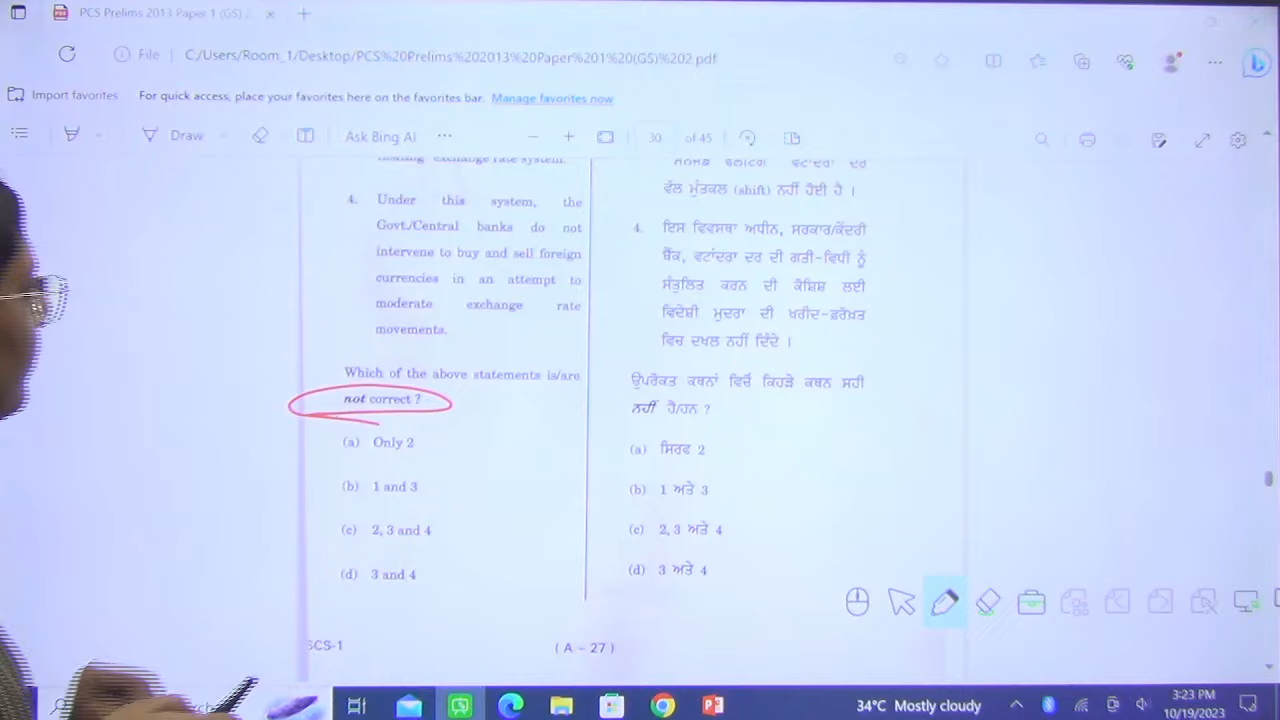 PCS Prelims 2013 Paper 1 (GS) 2
File
C:/Users/Room_1/Desktop/PCS%20Prelims%202013%20Paper%201%20(GS)%202.pdf
Import favorites
For quick access, place your favorites here on the favorites bar. Manage favorites now
Draw
Ask Bing AI
30 of 45
exchange rate system.
4. Under this system, the
Govt./Central banks do not
intervene to buy and sell foreign
currencies in an attempt to
moderate exchange rate
movements.
Which of the above statements is/are
not correct ?
(a) Only 2
(b) 1 and 3
(c) 2, 3 and 4
(d) 3 and 4
ਵੱਲ ਮੁੰਤਕਲ (shift) ਨਹੀਂ ਹੋਈ ਹੈ ।
4. ਇਸ ਵਿਵਸਥਾ ਅਧੀਨ, ਸਰਕਾਰ/ਕੇਂਦਰੀ
ਬੈਂਕ, ਵਟਾਂਦਰਾ ਦਰ ਦੀ ਗਤੀ-ਵਿਧੀ ਨੂੰ
ਸੰਤੁਲਿਤ ਕਰਨ ਦੀ ਕੋਸ਼ਿਸ਼ ਲਈ
ਵਿਦੇਸ਼ੀ ਮੁਦਰਾ ਦੀ ਖਰੀਦ-ਫ਼ਰੋਖ਼ਤ
ਵਿਚ ਦਖਲ ਨਹੀਂ ਦਿੰਦੇ ।
ਉਪਰੋਕਤ ਕਥਨਾਂ ਵਿਚੋਂ ਕਿਹੜੇ ਕਥਨ ਸਹੀ
ਨਹੀਂ ਹੈ/ਹਨ ?
(a) ਸਿਰਫ 2
(b) 1 ਅਤੇ 3
(c) 2, 3 ਅਤੇ 4
(d) 3 ਅਤੇ 4
SCS-1
( A – 27 )
34°C Mostly cloudy
3:23 PM
10/19/2023